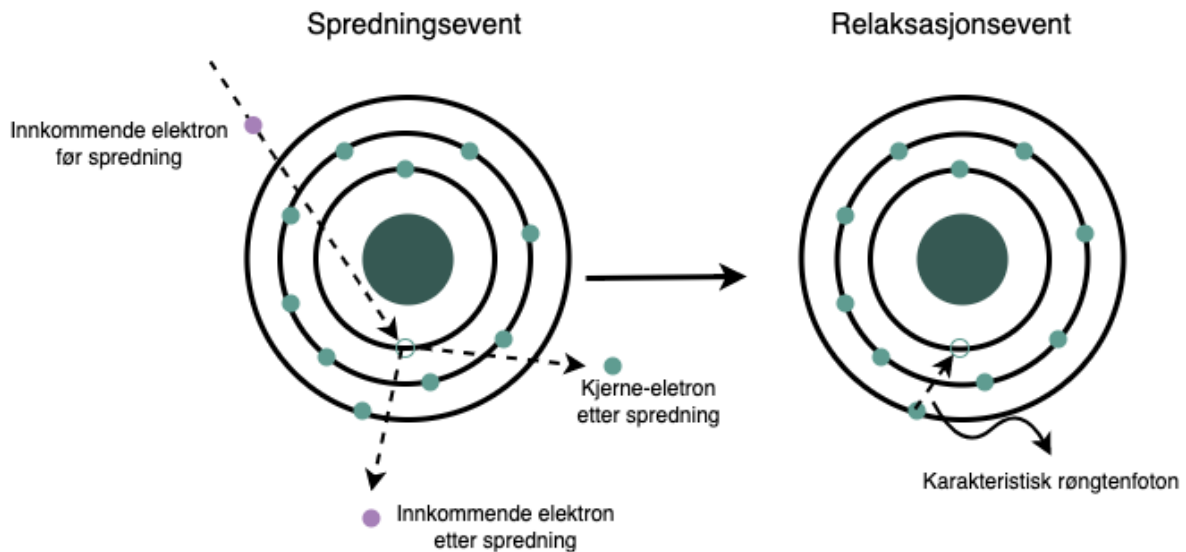 Spredningsevent
Relaksasjonsevent
Innkommende elektron
før spredning
Kjerne-eletron
etter spredning
Innkommende elektron
etter spredning
Karakteristisk røngtenfoton